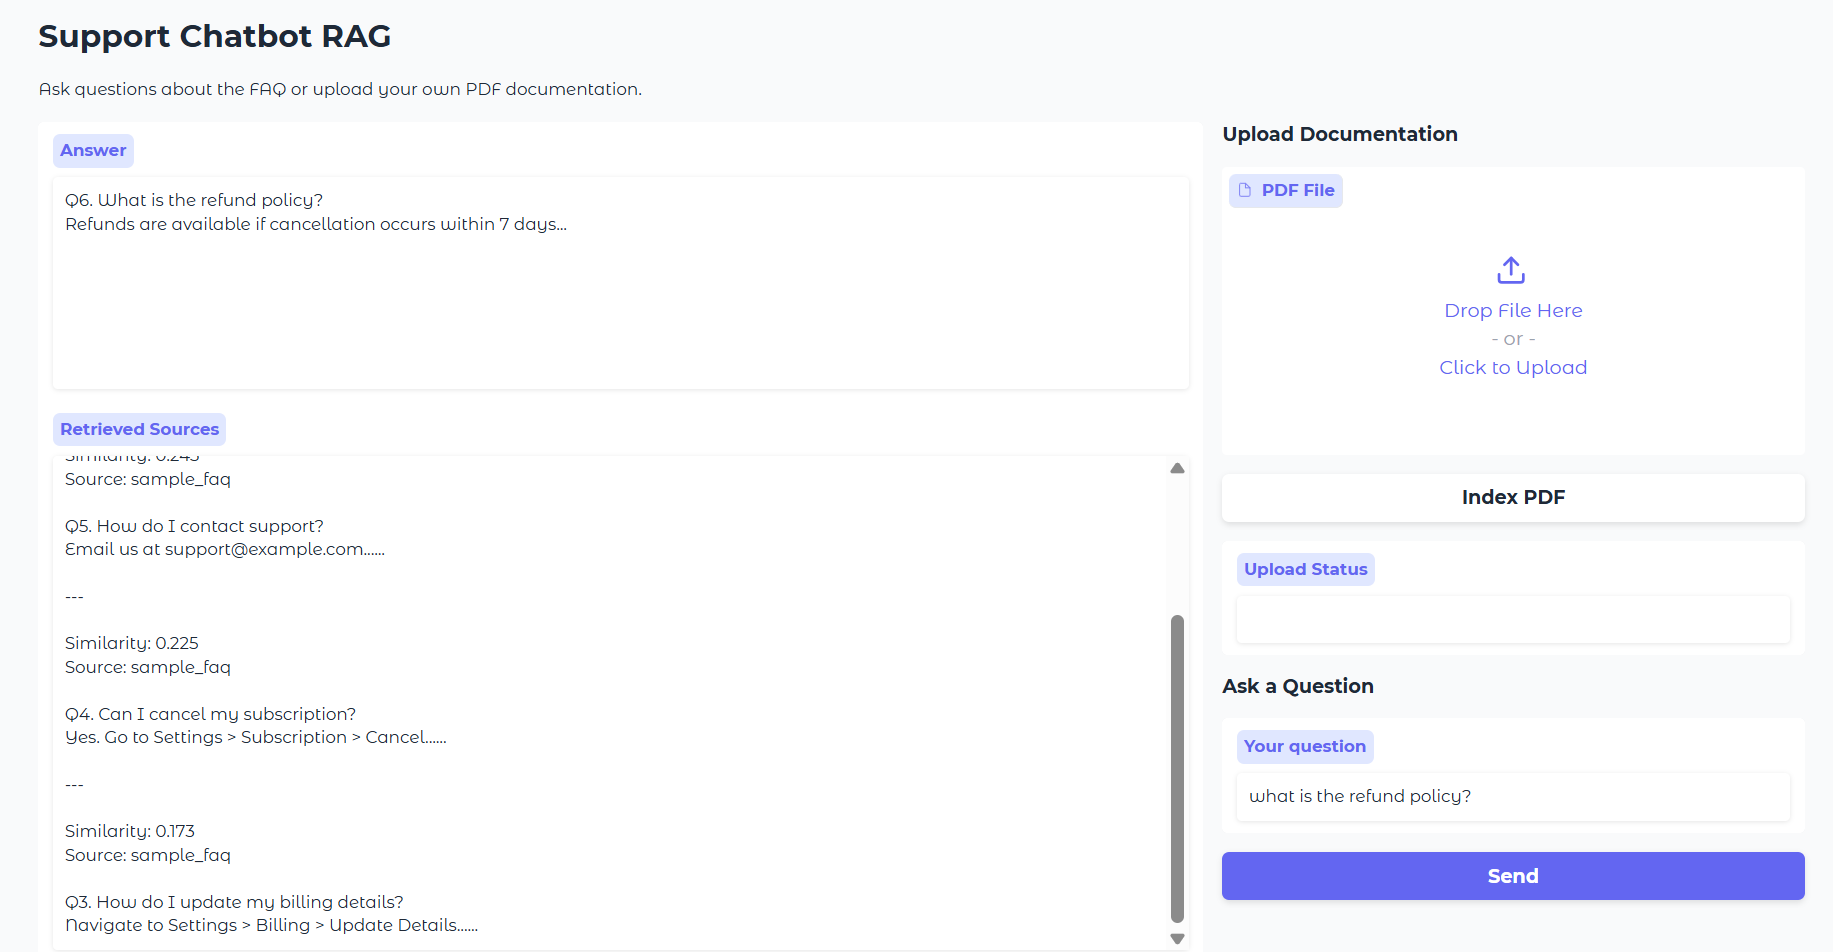 Support Chatbot RAG
Ask questions about the FAQ or upload your own PDF documentation.
Answer
Q6. What is the refund policy?
Refunds are available if cancellation occurs within 7 days...
Retrieved Sources
Similarity: 0.245
Source: sample_faq
Q5. How do I contact support?
Email us at support@example.com......
---
Similarity: 0.225
Source: sample_faq
Q4. Can I cancel my subscription?
Yes. Go to Settings > Subscription > Cancel......
---
Similarity: 0.173
Source: sample_faq
Q3. How do I update my billing details?
Navigate to Settings > Billing > Update Details......
Upload Documentation
PDF File
Drop File Here
- or -
Click to Upload
Index PDF
Upload Status
Ask a Question
Your question
what is the refund policy?
Send